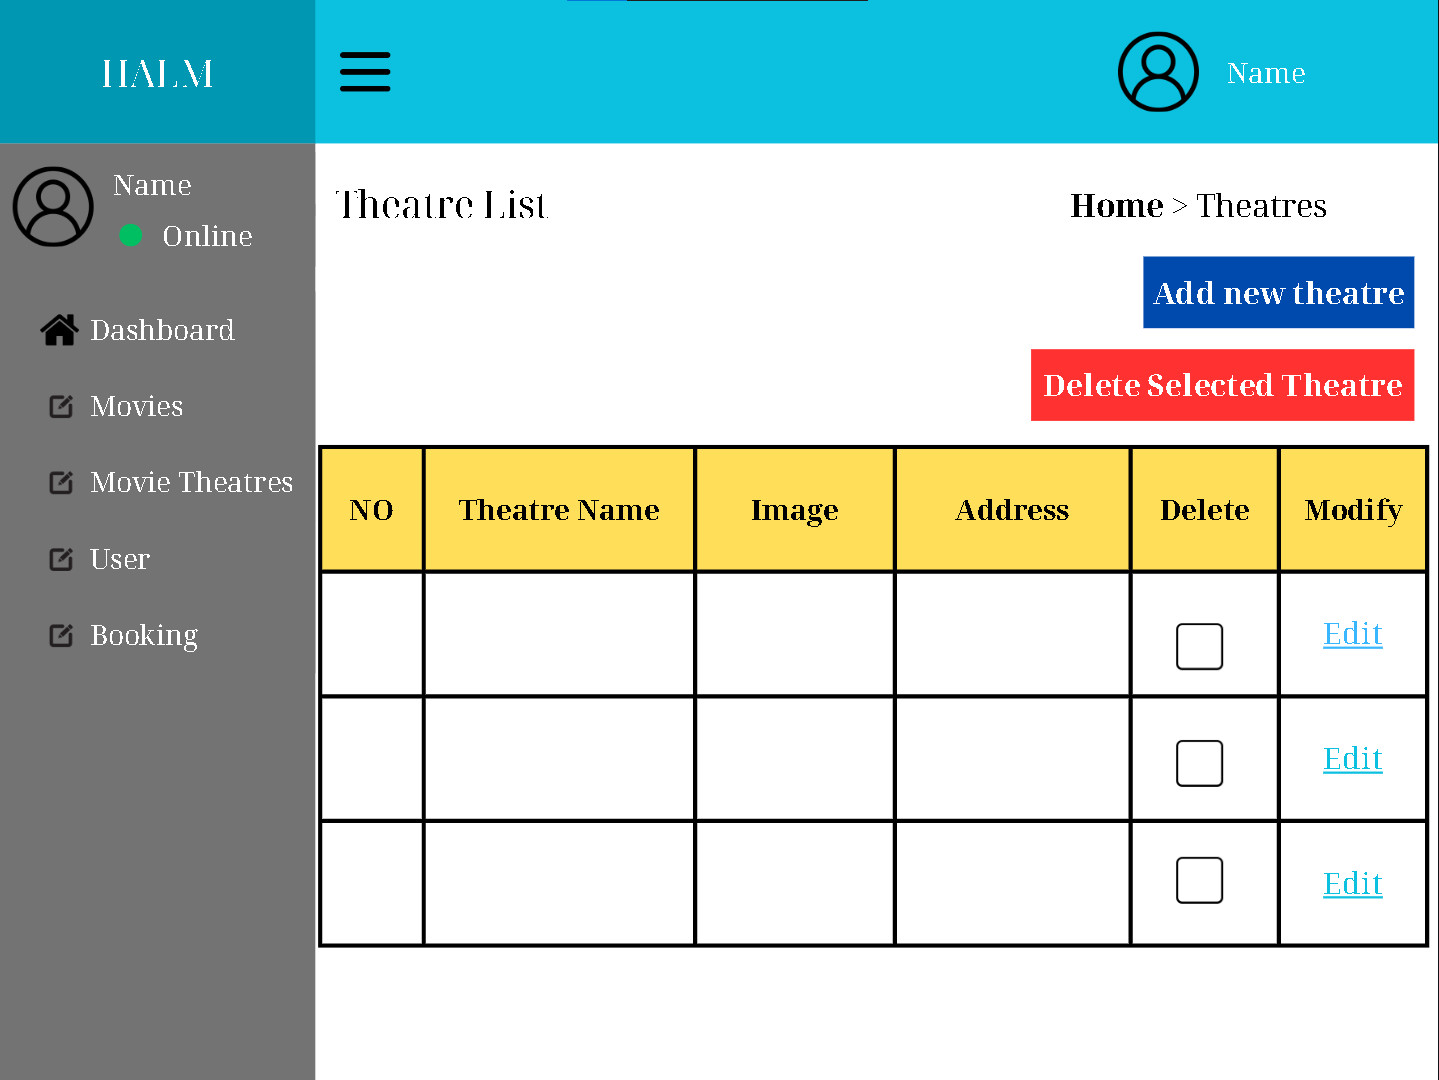 HALM
Name
Name
Online
Dashboard
Movies
Movie Theatres
User
Booking
Theatre List
Home > Theatres
Add new theatre
Delete Selected Theatre
NO Theatre Name Image Address Delete Modify
Edit
Edit
Edit